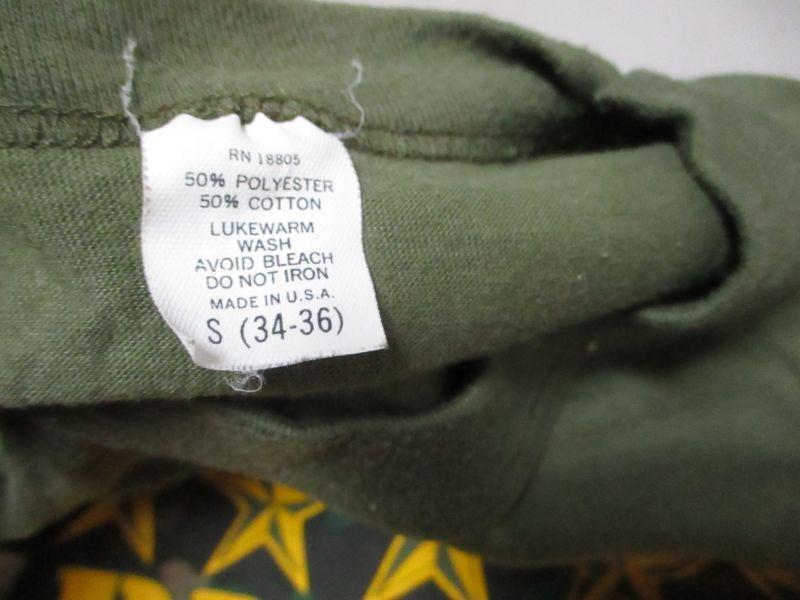 RN 18805
50% POLYESTER
50% COTTON
LUKEWARM
WASH
AVOID BLEACH
DO NOT IRON
MADE IN U.S.A.
S (34-36)